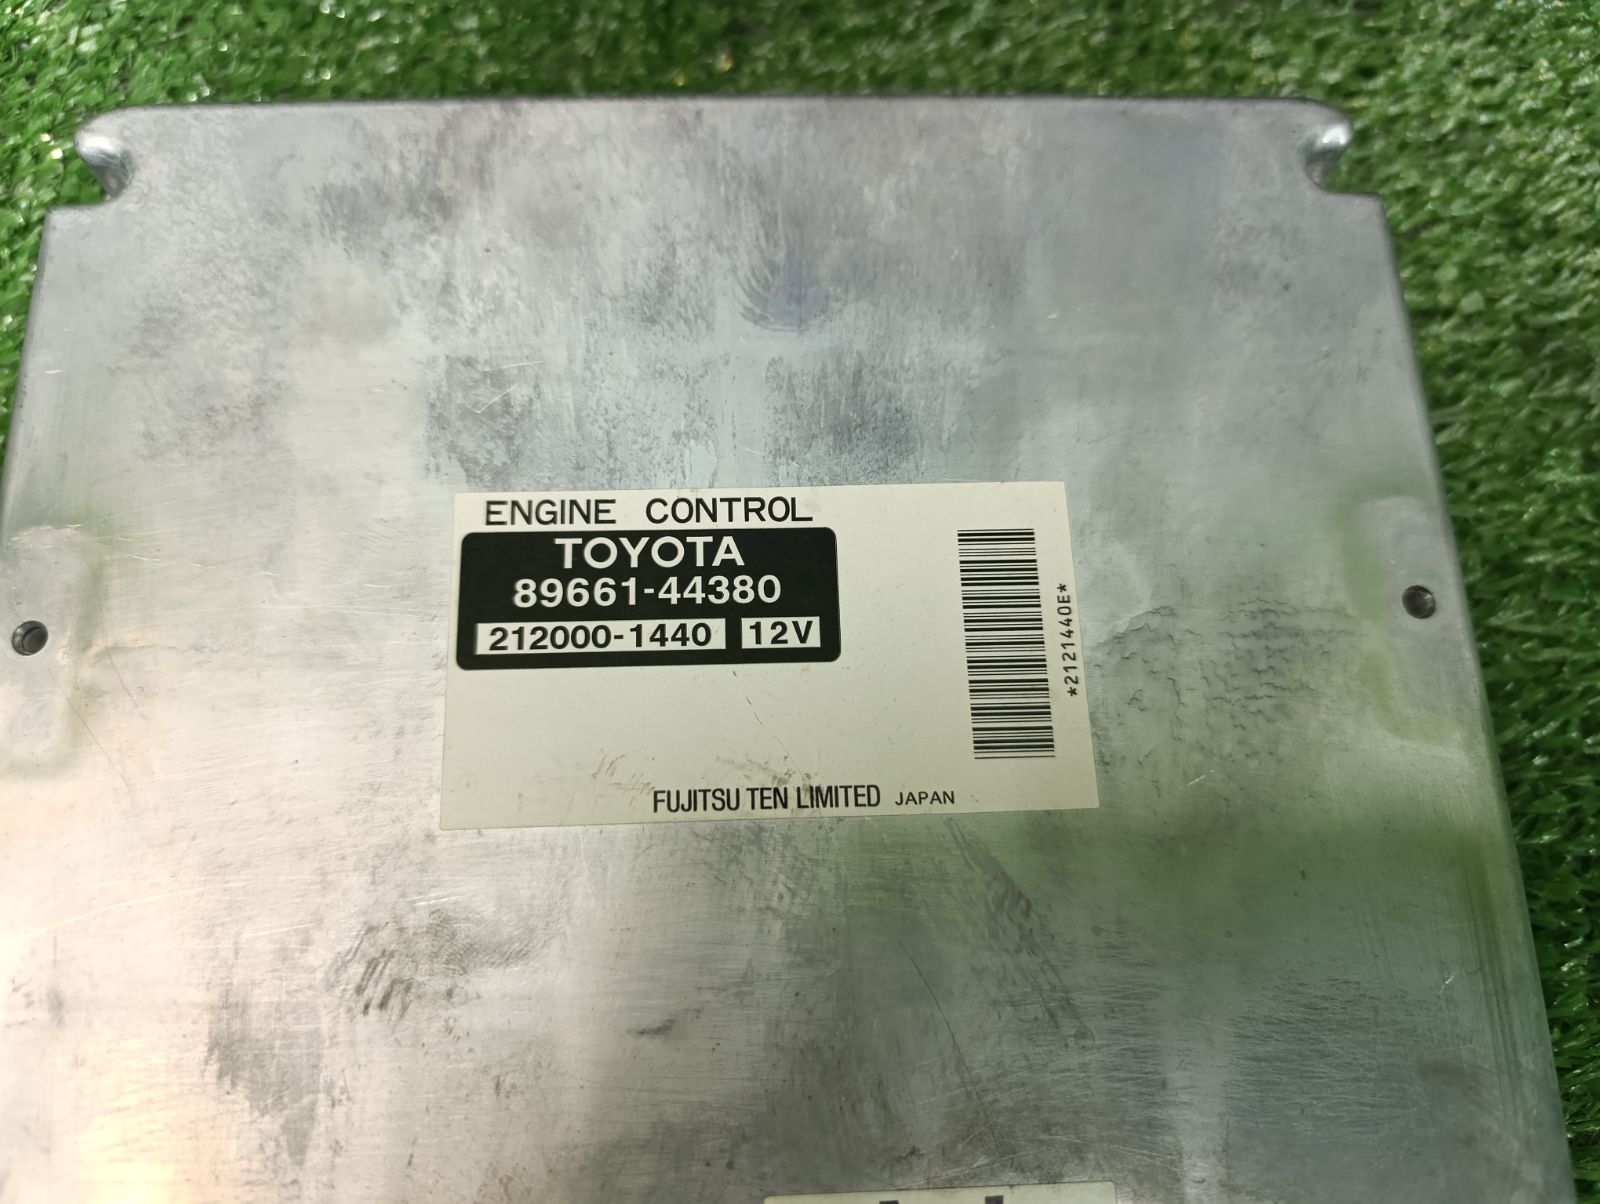 ENGINE CONTROL
TOYOTA
89661-44380
212000-1440 12V
*2121440E*
FUJITSU TEN LIMITED JAPAN